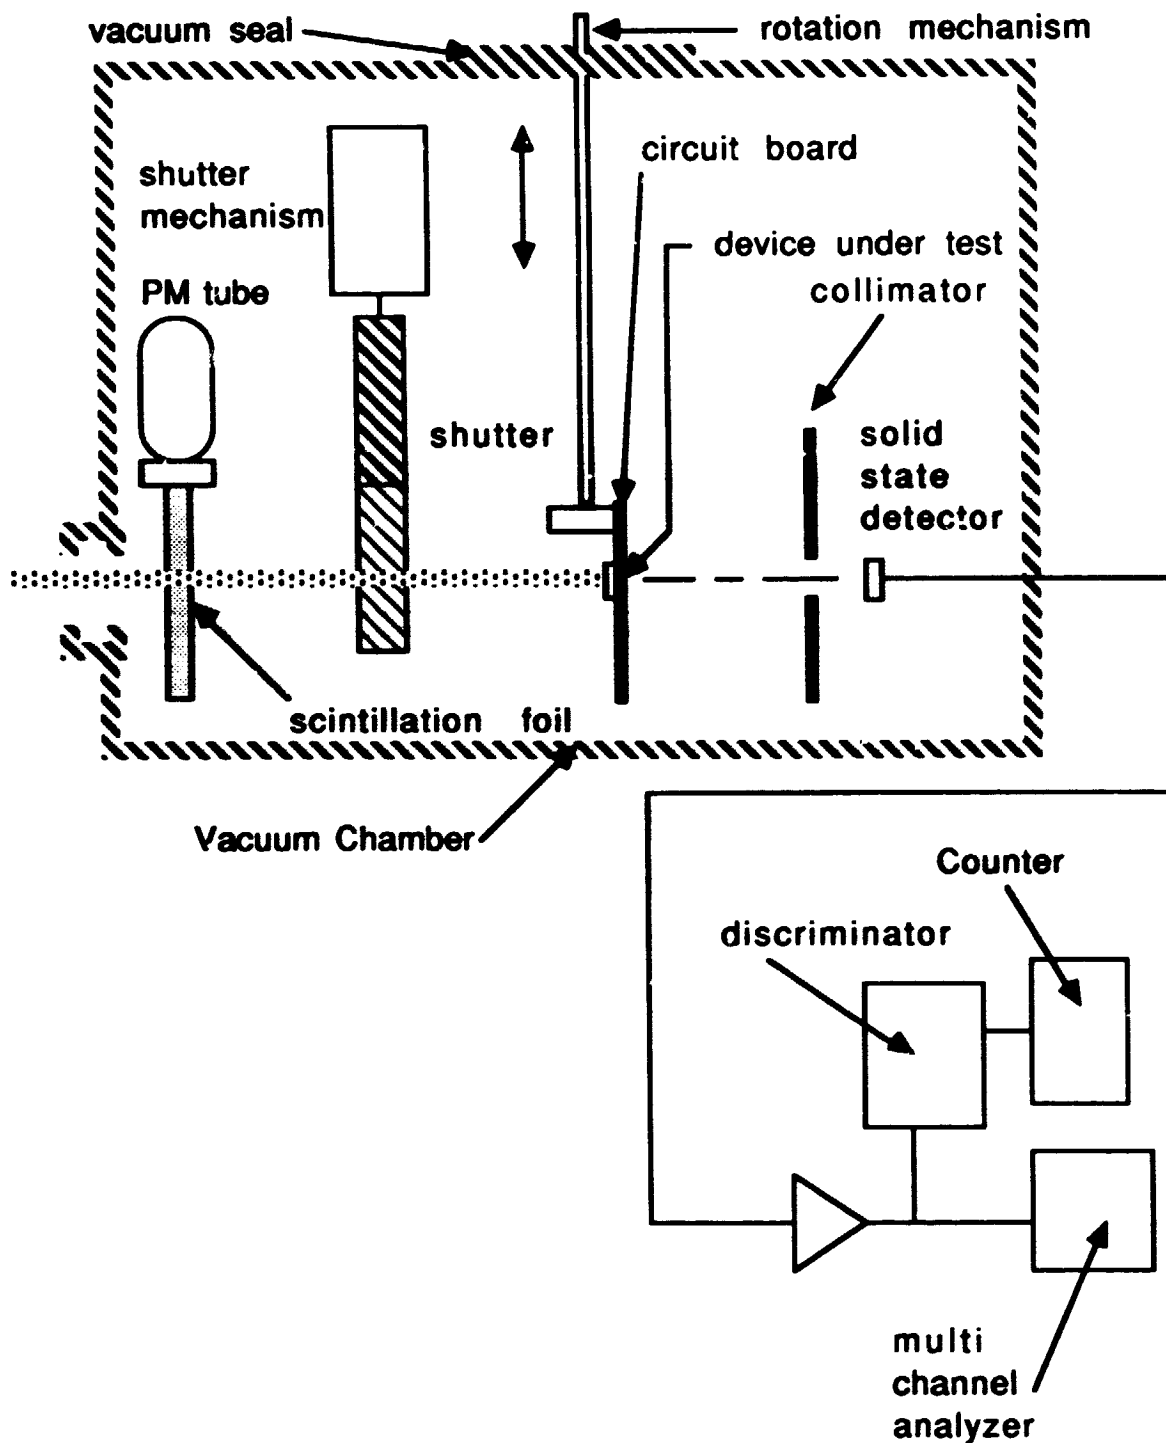 vacuum seal
rotation mechanism
circuit board
shutter
mechanism
device under test
collimator
PM tube
shutter
solid
state
detector
scintillation foil
Vacuum Chamber
Counter
discriminator
multi
channel
analyzer